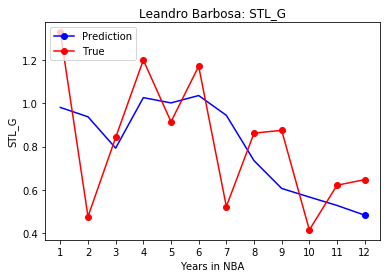 Leandro Barbosa: STL_G
Prediction
True
STL_G
1.2
1.0
0.8
0.6
0.4
1 2 3 4 5 6 7 8 9 10 11 12
Years in NBA